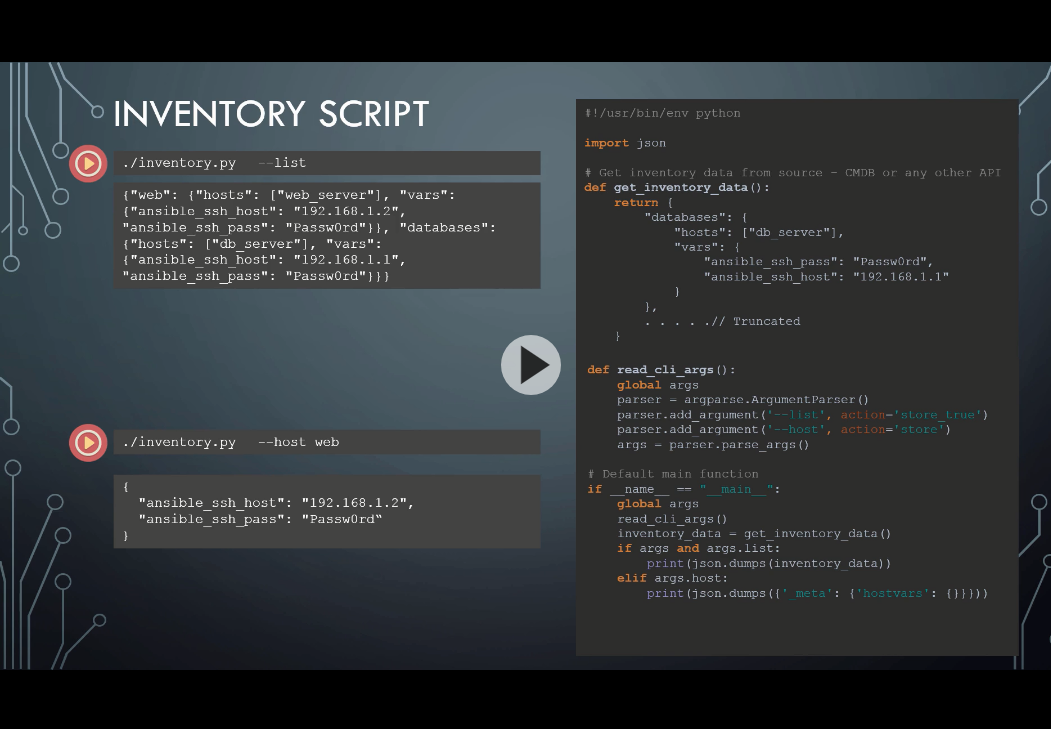 INVENTORY SCRIPT
./inventory.py --list
{"web": {"hosts": ["web_server"], "vars":
{"ansible_ssh_host": "192.168.1.2",
"ansible_ssh_pass": "Passw0rd"}}, "databases":
{"hosts": ["db_server"], "vars":
{"ansible_ssh_host": "192.168.1.1",
"ansible_ssh_pass": "Passw0rd"}}}
./inventory.py --host web
{
"ansible_ssh_host": "192.168.1.2",
"ansible_ssh_pass": "Passw0rd“
}
#!/usr/bin/env python
import json
# Get inventory data from source – CMDB or any other API
def get_inventory_data():
return {
"databases": {
"hosts": ["db_server"],
"vars": {
"ansible_ssh_pass": "Passw0rd",
"ansible_ssh_host": "192.168.1.1"
}
},
. . . . .// Truncated
}
def read_cli_args():
global args
parser = argparse.ArgumentParser()
parser.add_argument('--list', action='store_true')
parser.add_argument('--host', action='store')
args = parser.parse_args()
# Default main function
if __name__ == "__main__":
global args
read_cli_args()
inventory_data = get_inventory_data()
if args and args.list:
print(json.dumps(inventory_data))
elif args.host:
print(json.dumps({'_meta': {'hostvars': {}}}))